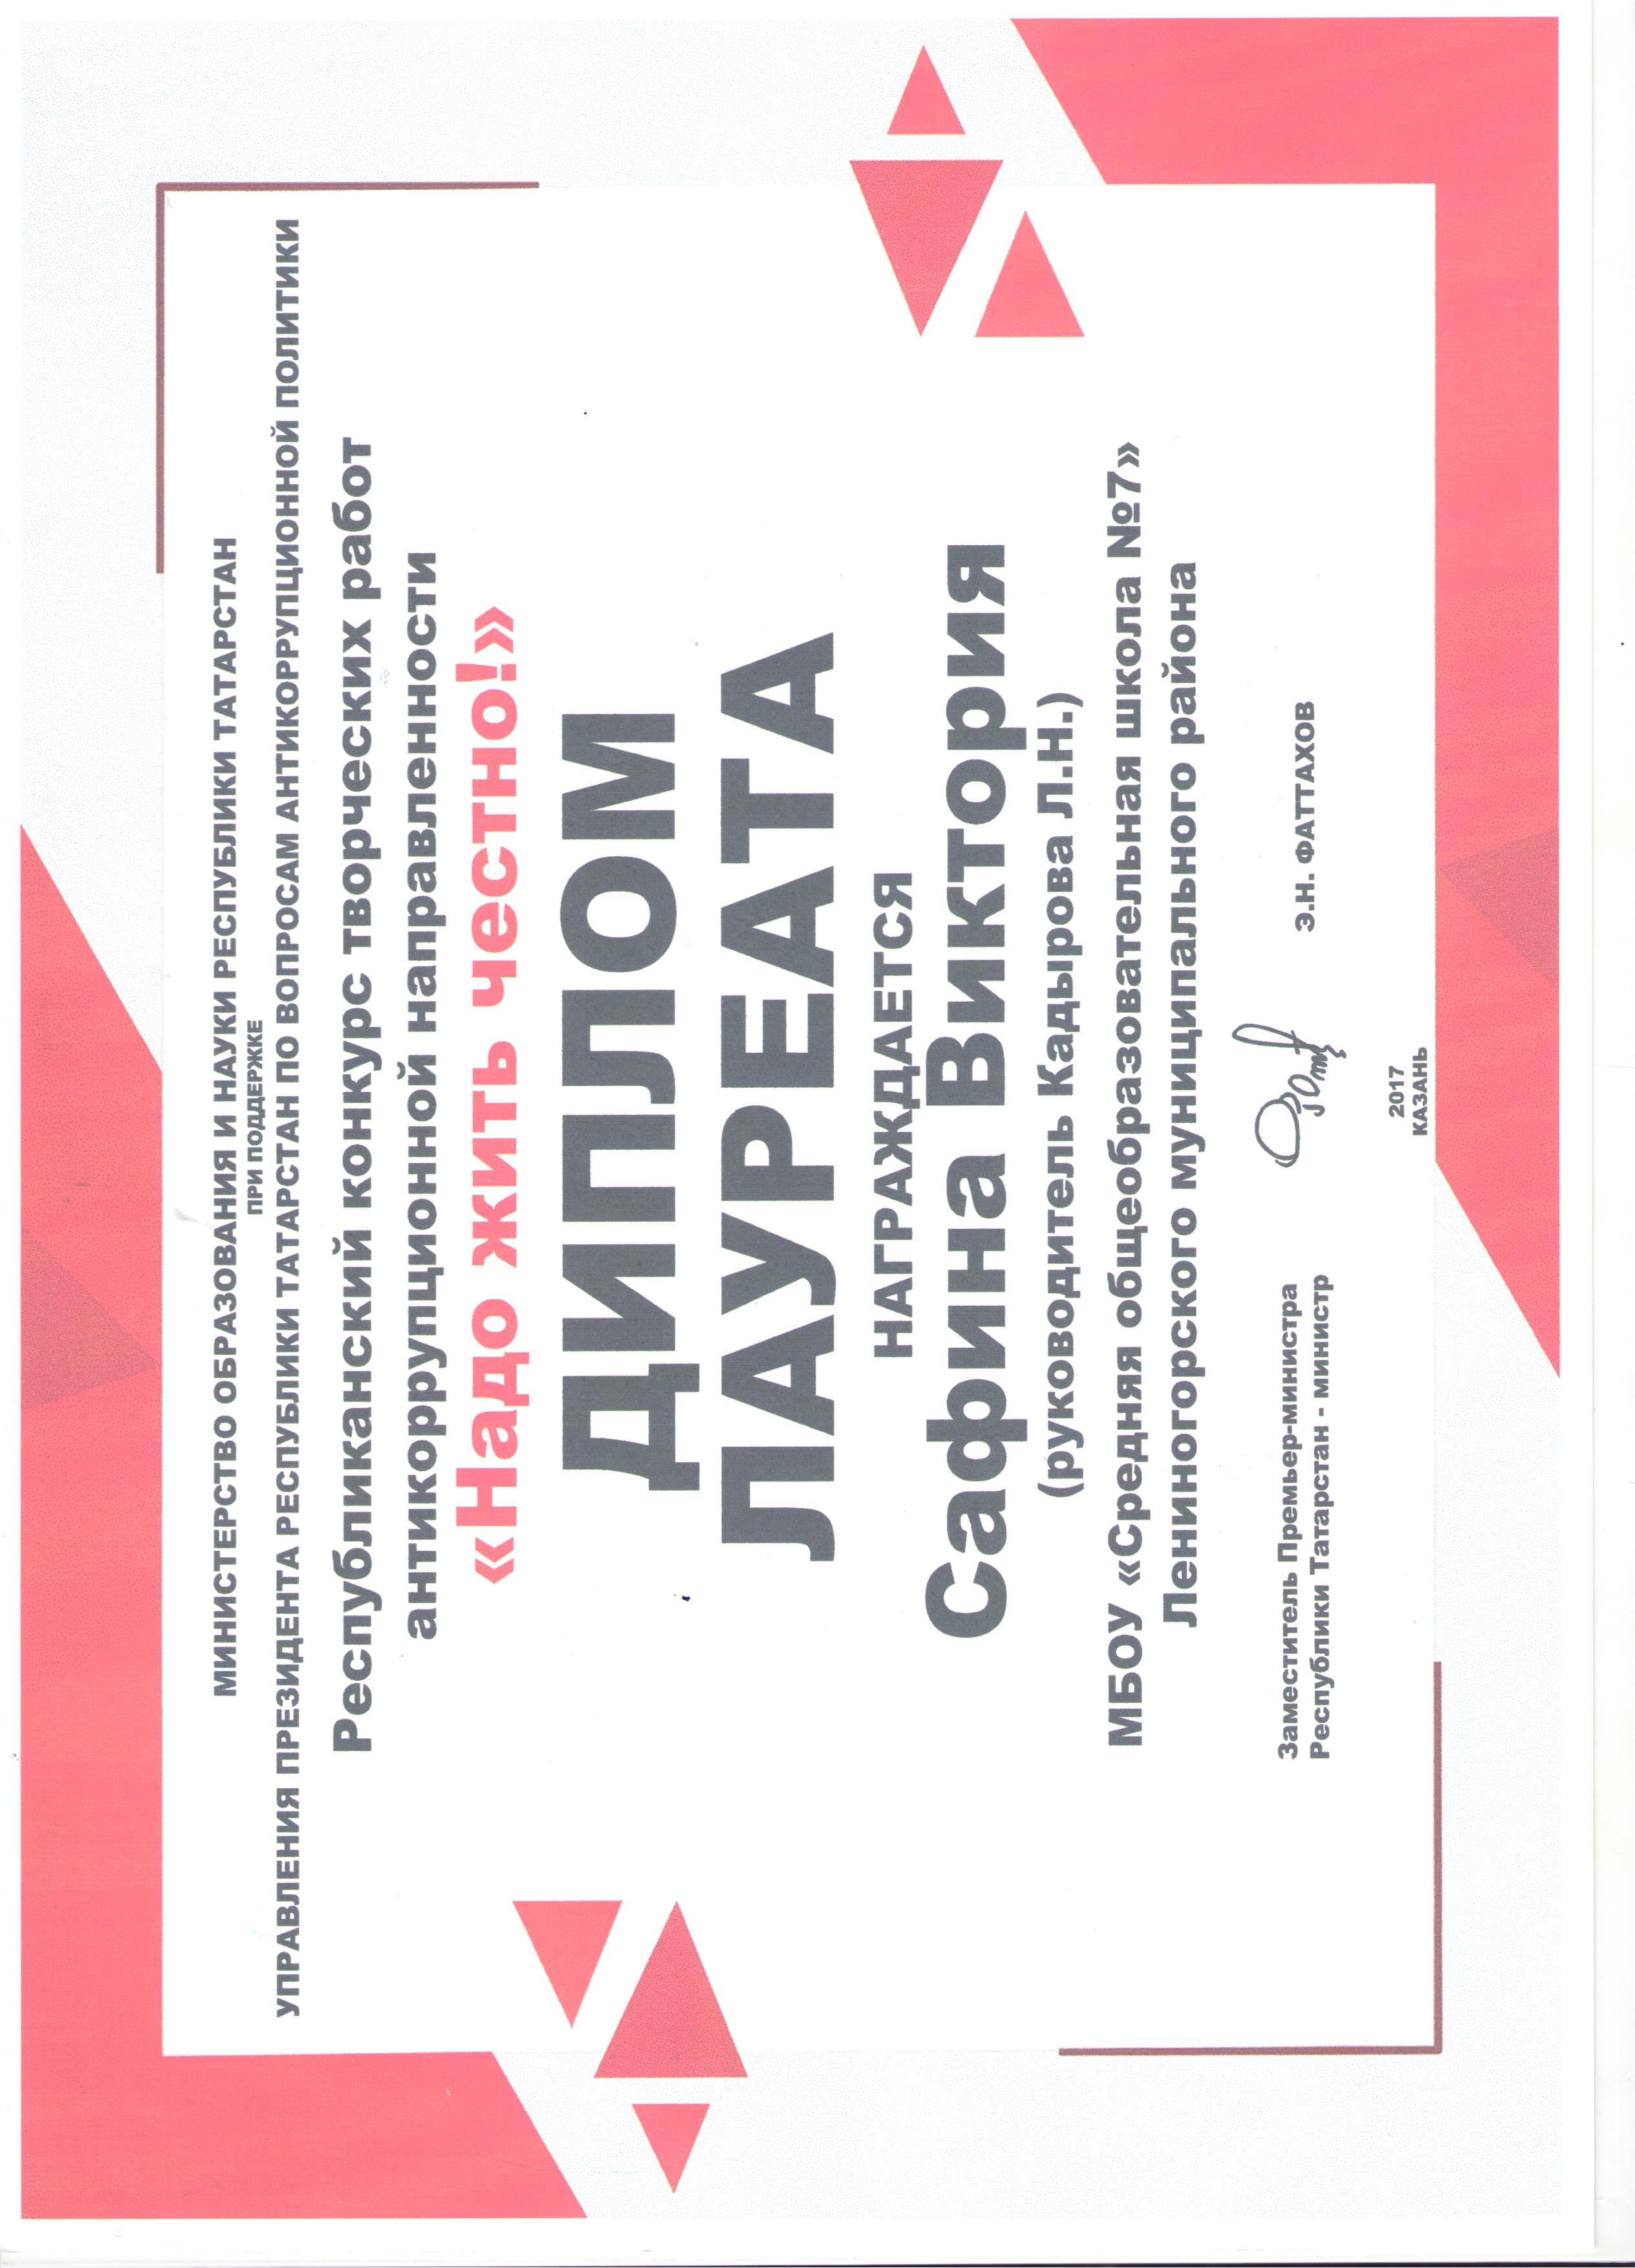 МИНИСТЕРСТВО ОБРАЗОВАНИЯ И НАУКИ РЕСПУБЛИКИ ТАТАРСТАН
ПРИ ПОДДЕРЖКЕ
УПРАВЛЕНИЯ ПРЕЗИДЕНТА РЕСПУБЛИКИ ТАТАРСТАН ПО ВОПРОСАМ АНТИКОРРУПЦИОННОЙ ПОЛИТИКИ
Республиканский конкурс творческих работ
антикоррупционной направленности
«Надо жить честно!»
ДИПЛОМ
ЛАУРЕАТА
НАГРАЖДАЕТСЯ
Сафина Виктория
(руководитель Кадырова Л.Н.)
МБОУ «Средняя общеобразовательная школа №7»
Лениногорского муниципального района
Заместитель Премьер-министра
Республики Татарстан - министр
Э.Н. ФАТТАХОВ
2017
КАЗАНЬ